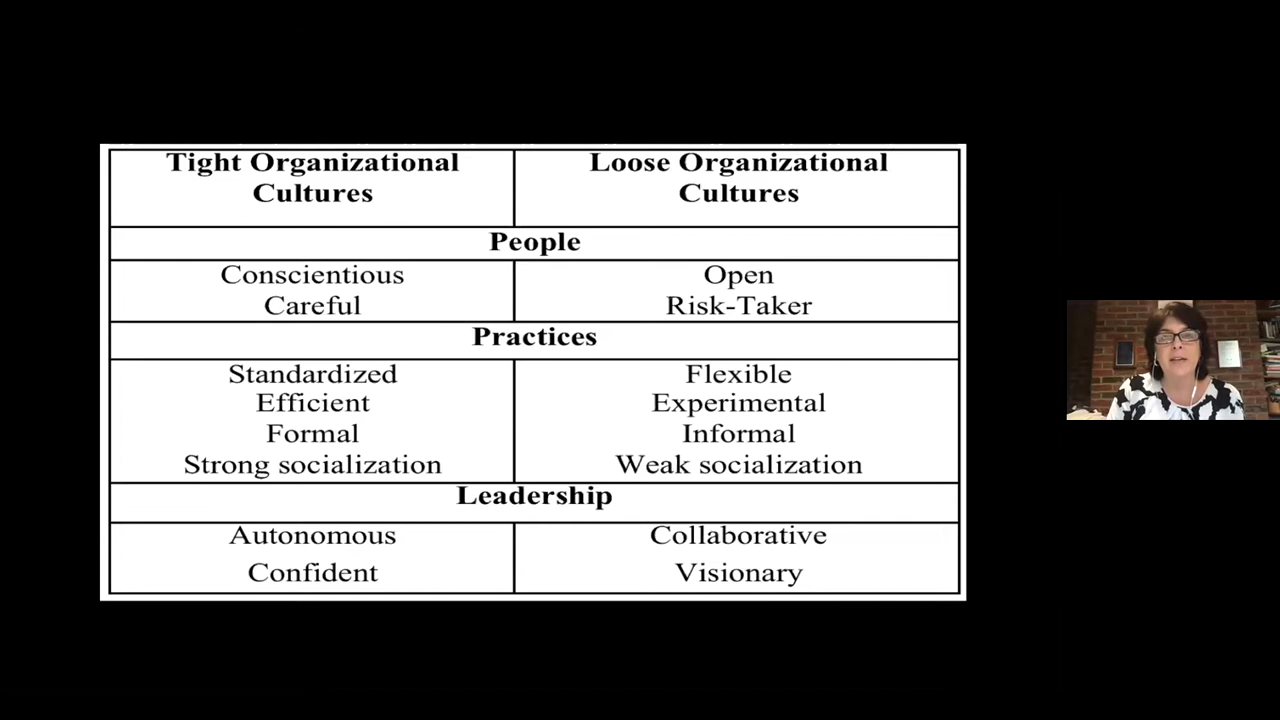 Tight Organizational
Cultures
Loose Organizational
Cultures
People
Conscientious
Careful
Open
Risk-Taker
Practices
Standardized
Efficient
Formal
Strong socialization
Flexible
Experimental
Informal
Weak socialization
Leadership
Autonomous
Confident
Collaborative
Visionary